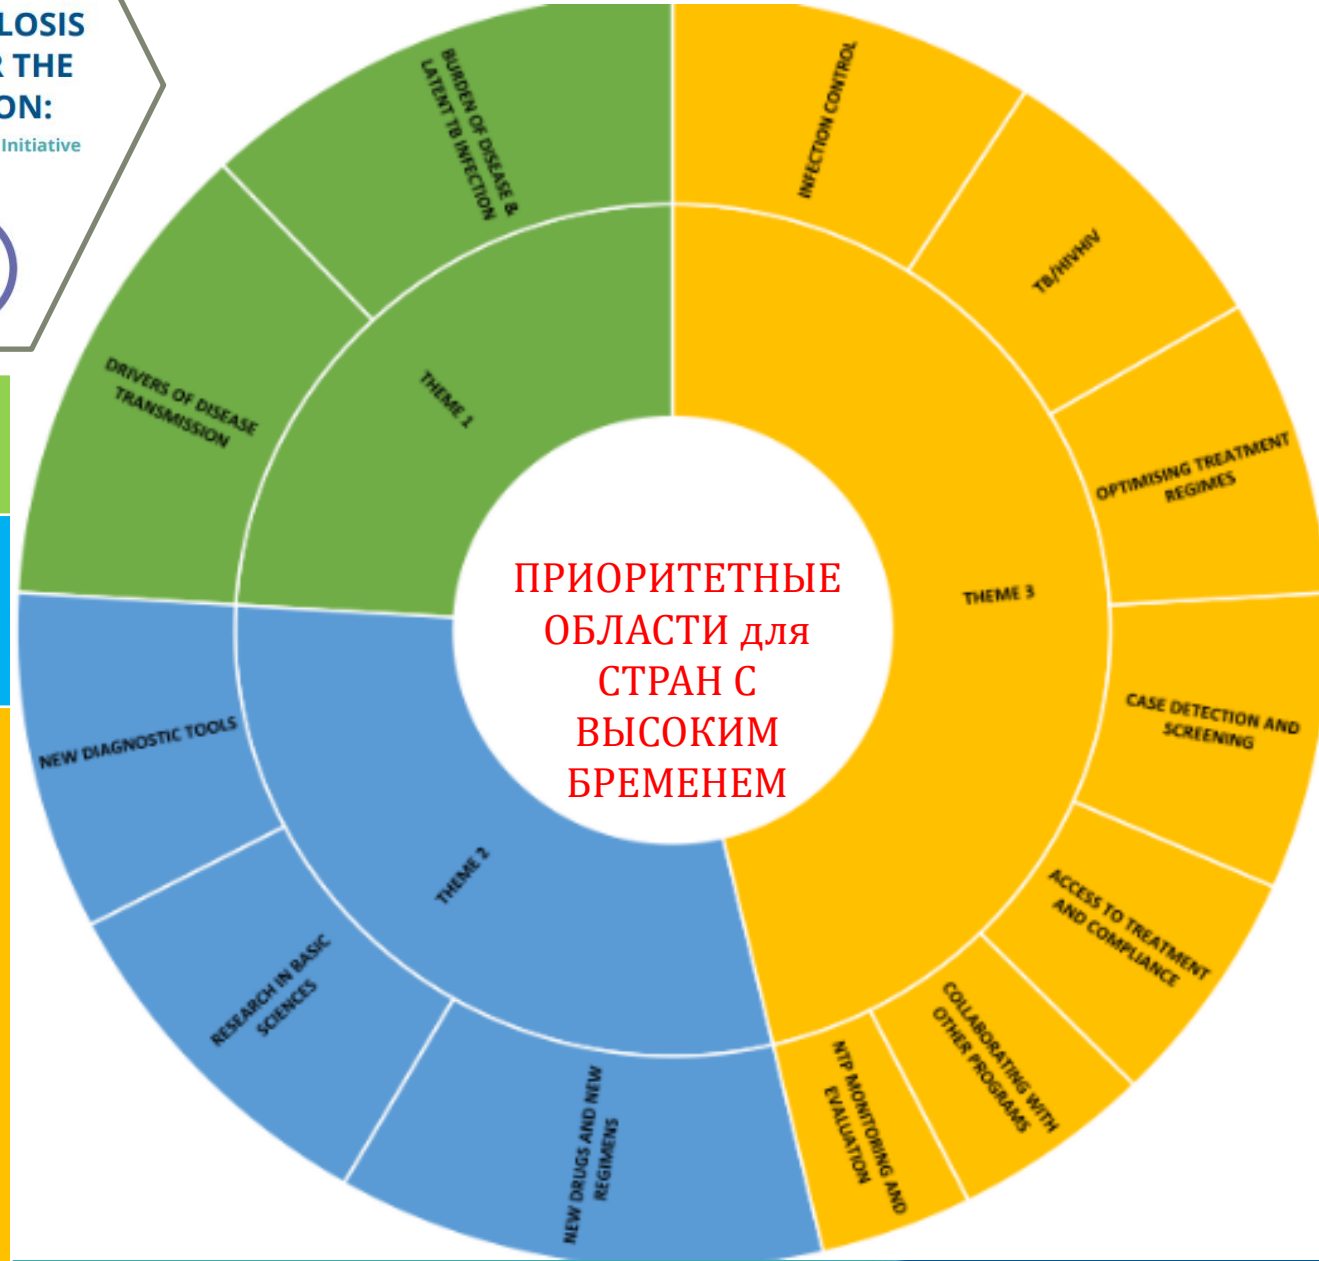 LOSIS
R THE
ON:
Initiative
BURDEN OF DISEASE &
LATENT TB INFECTION
DRIVERS OF DISEASE
TRANSMISSION
THEME 1
INFECTION CONTROL
TB/HIVHIV
OPTIMISING TREATMENT
REGIMES
THEME 3
CASE DETECTION AND
SCREENING
ACCESS TO TREATMENT
AND COMPLIANCE
COLLABORATING WITH
OTHER PROGRAMS
NTP MONITORING AND
EVALUATION
ПРИОРИТЕТНЫЕ
ОБЛАСТИ для
СТРАН С
ВЫСОКИМ
БРЕМЕНЕМ
NEW DIAGNOSTIC TOOLS
THEME 2
RESEARCH IN BASIC
SCIENCES
NEW DRUGS AND NEW
REGIMENS